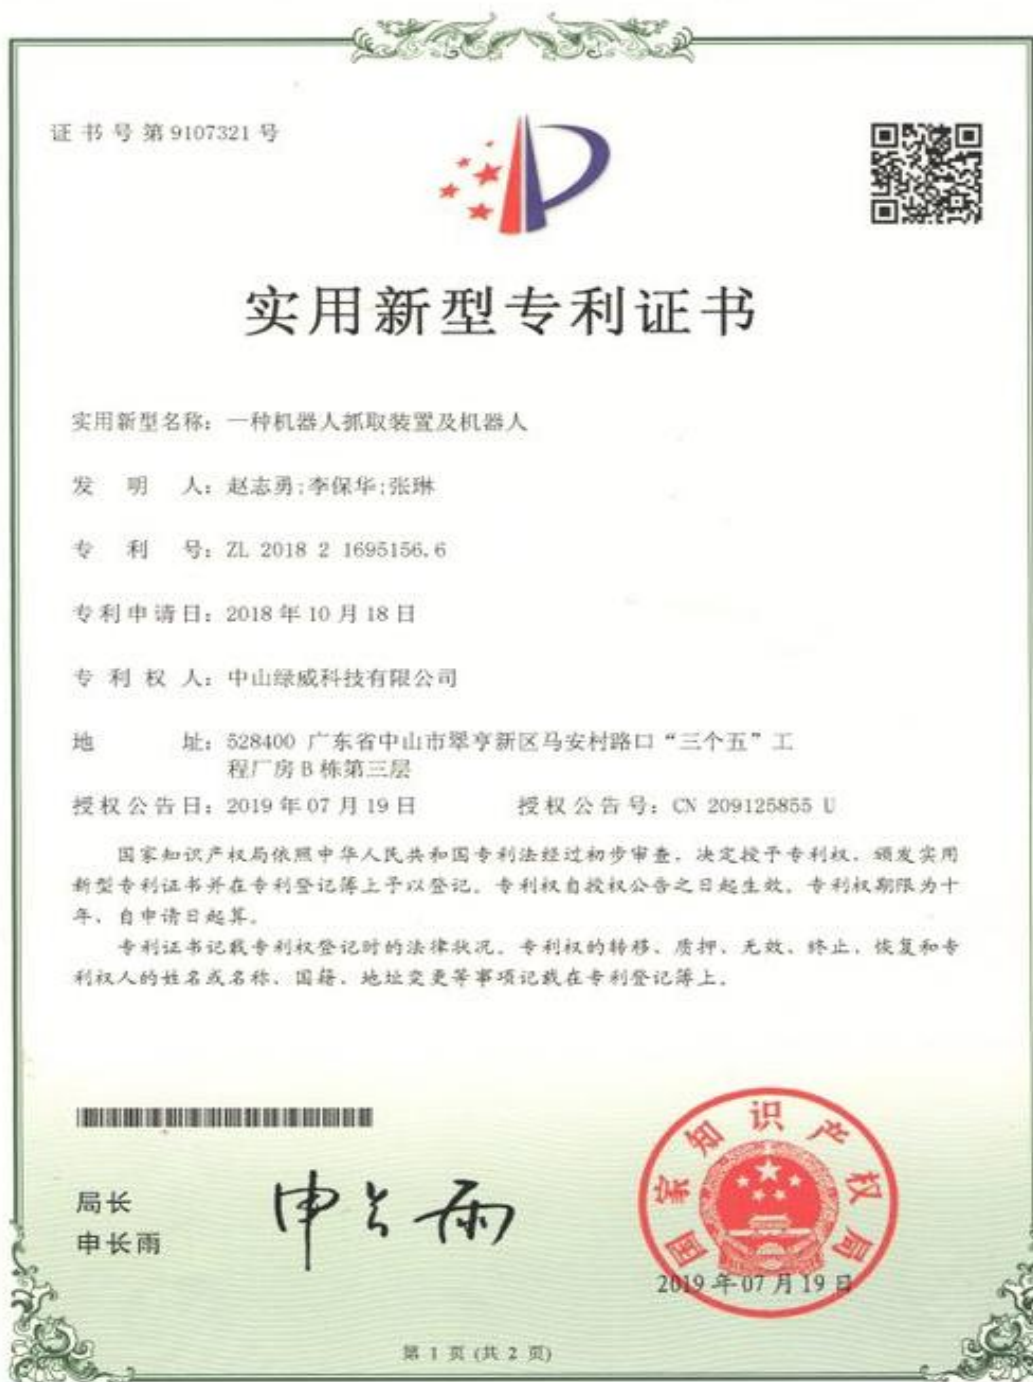 证书号第9107321号
实用新型专利证书
实用新型名称：一种机器人抓取装置及机器人
发明人：赵志勇;李保华;张琳
专利号：ZL 2018 2 1695156.6
专利申请日：2018年10月18日
专利权人：中山绿威科技有限公司
地址：528400 广东省中山市翠亨新区马安村路口“三个五”工
程厂房B栋第三层
授权公告日：2019年07月19日 授权公告号：CN 209125855 U
国家知识产权局依照中华人民共和国专利法经过初步审查，决定授予专利权，颁发实用
新型专利证书并在专利登记簿上予以登记。专利权自授权公告之日起生效。专利权期限为十
年，自申请日起算。
专利证书记载专利权登记时的法律状况。专利权的转移、质押、无效、终止、恢复和专
利权人的姓名或名称、国籍、地址变更等事项记载在专利登记簿上。
局长
申长雨
申长雨
国家知识产权局
2019年07月19日
第 1 页 (共 2 页)